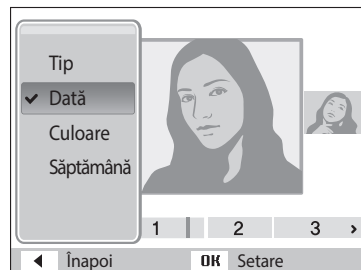 Tip
Dată
Culoare
Săptămână
1 2 3
Înapoi OK Setare